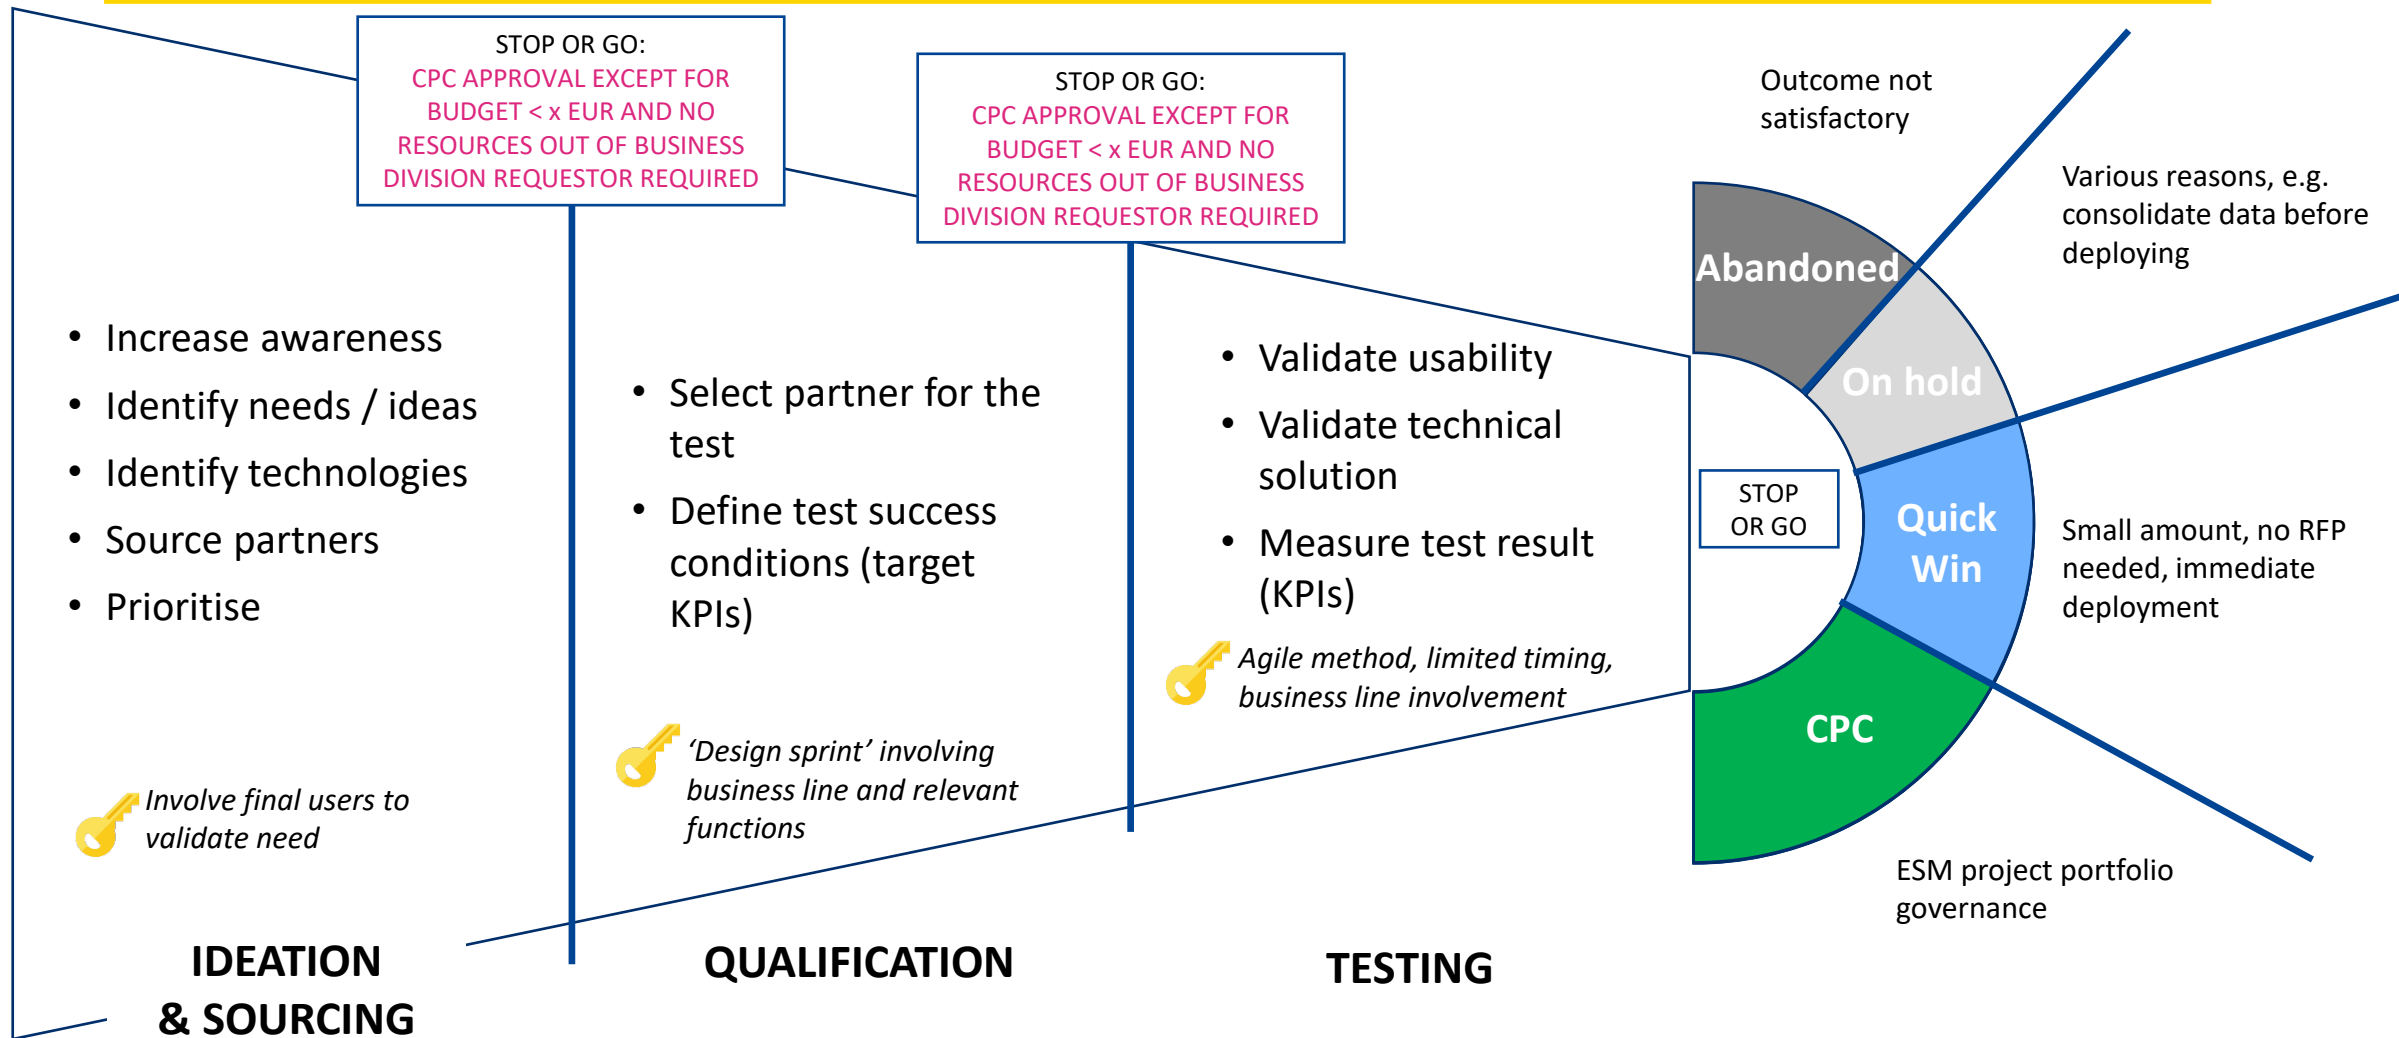 STOP OR GO:
CPC APPROVAL EXCEPT FOR
BUDGET < x EUR AND NO
RESOURCES OUT OF BUSINESS
DIVISION REQUESTOR REQUIRED
STOP OR GO:
CPC APPROVAL EXCEPT FOR
BUDGET < x EUR AND NO
RESOURCES OUT OF BUSINESS
DIVISION REQUESTOR REQUIRED
• Increase awareness
• Identify needs / ideas
• Identify technologies
• Source partners
• Prioritise
Involve final users to
validate need
IDEATION
& SOURCING
• Select partner for the
test
• Define test success
conditions (target
KPIs)
‘Design sprint’ involving
business line and relevant
functions
QUALIFICATION
• Validate usability
• Validate technical
solution
• Measure test result
(KPIs)
Agile method, limited timing,
business line involvement
TESTING
STOP
OR GO
Abandoned
Outcome not
satisfactory
On hold
Various reasons, e.g.
consolidate data before
deploying
Quick
Win
Small amount, no RFP
needed, immediate
deployment
CPC
ESM project portfolio
governance